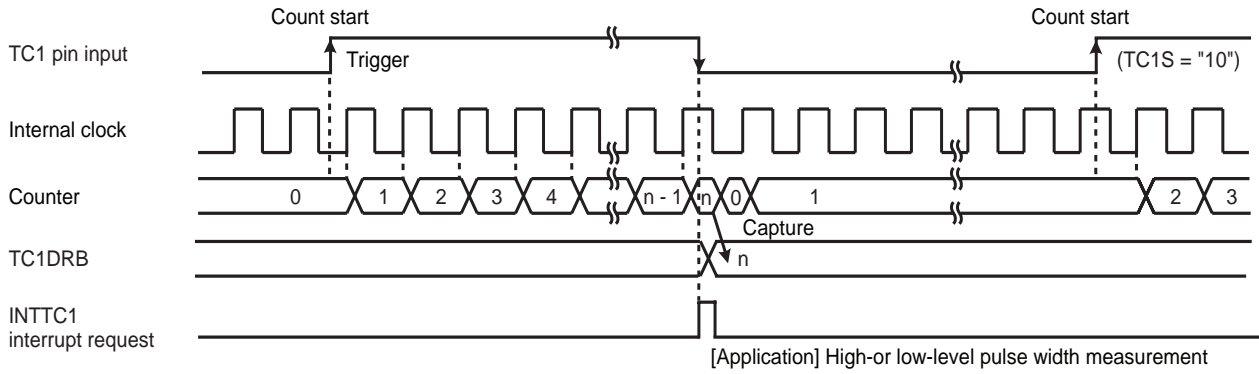 Count start
Count start
TC1 pin input
Trigger
(TC1S = "10")
Internal clock
Counter
0
1
2
3
4
n - 1
n
0
1
2
3
Capture
TC1DRB
n
INTTC1
interrupt request
[Application] High-or low-level pulse width measurement